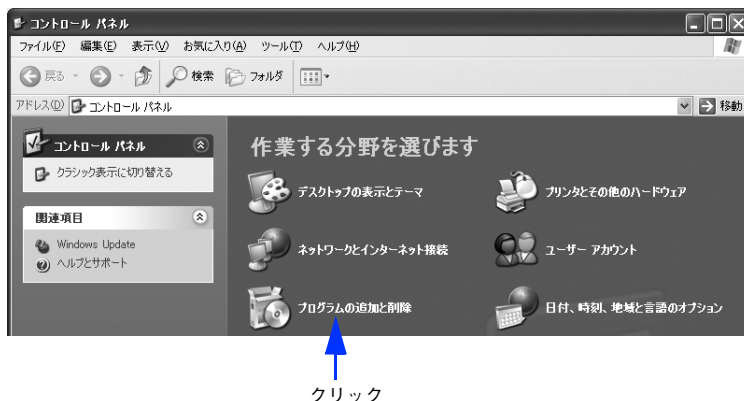 コントロール パネル
ファイル(F) 編集(E) 表示(V) お気に入り(A) ツール(T) ヘルプ(H)
戻る 検索 フォルダ
アドレス(D) コントロール パネル 移動
コントロール パネル
クラシック表示に切り替える
関連項目
Windows Update
ヘルプとサポート
作業する分野を選びます
デスクトップの表示とテーマ
プリンタとその他のハードウェア
ネットワークとインターネット接続
ユーザー アカウント
プログラムの追加と削除
日付、時刻、地域と言語のオプション
クリック